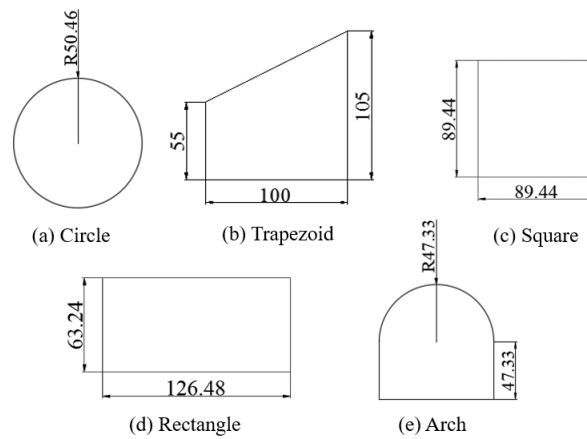 R50.46
(a) Circle
55
105
100
(b) Trapezoid
89.44
89.44
(c) Square
63.24
126.48
(d) Rectangle
R47.33
47.33
(e) Arch